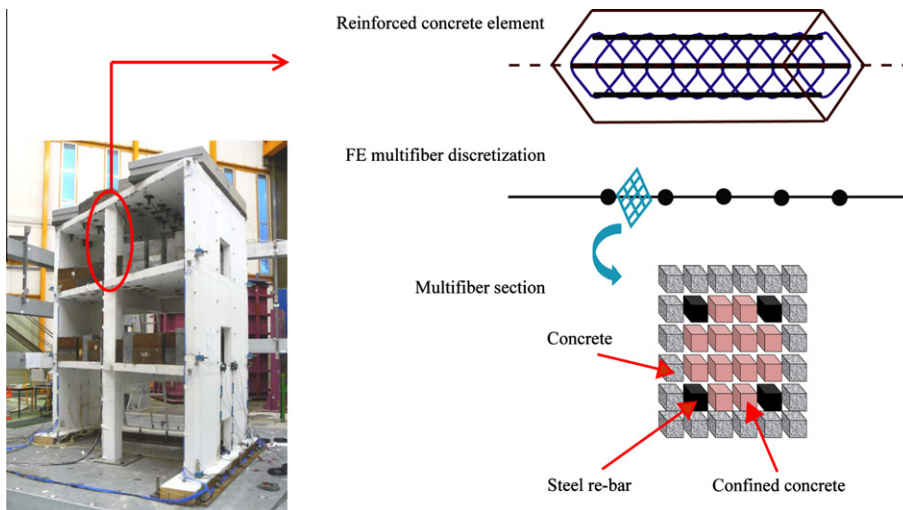 Reinforced concrete element
FE multifiber discretization
Multifiber section
Concrete
Steel re-bar
Confined concrete